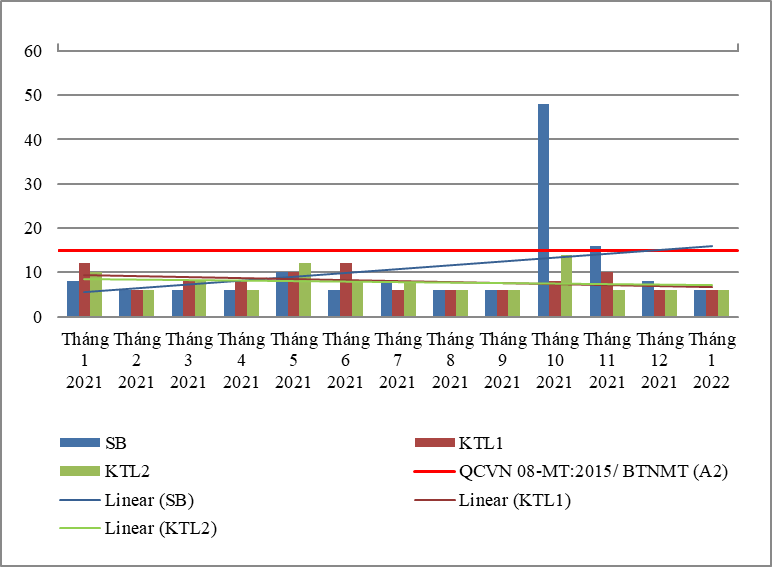 60
50
40
30
20
10
0
Tháng 1 2021
Tháng 2 2021
Tháng 3 2021
Tháng 4 2021
Tháng 5 2021
Tháng 6 2021
Tháng 7 2021
Tháng 8 2021
Tháng 9 2021
Tháng 10 2021
Tháng 11 2021
Tháng 12 2021
Tháng 1 2022
SB
KTL1
KTL2
QCVN 08-MT:2015/ BTNMT (A2)
Linear (SB)
Linear (KTL1)
Linear (KTL2)